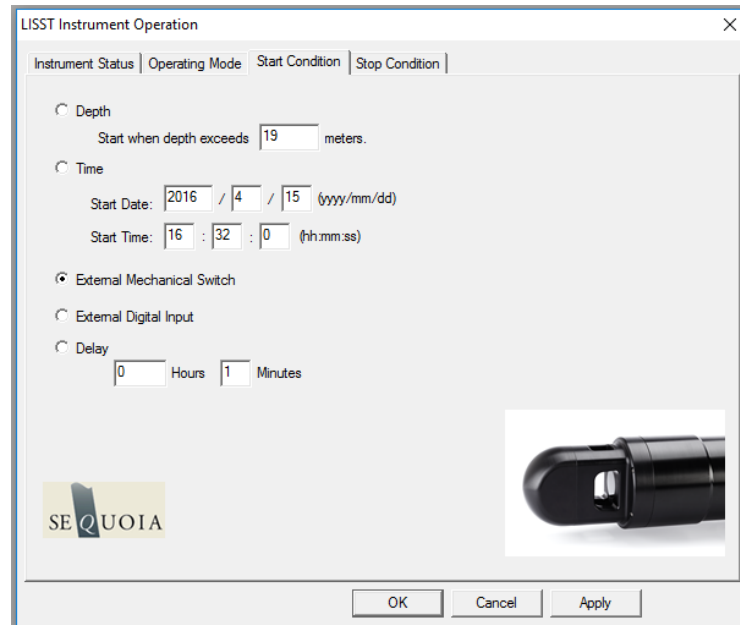 LISST Instrument Operation
Instrument Status
Operating Mode
Start Condition
Stop Condition
Depth
Start when depth exceeds 19 meters.
Time
Start Date: 2016 / 4 / 15 (yyyy/mm/dd)
Start Time: 16 : 32 : 0 (hh:mm:ss)
External Mechanical Switch
External Digital Input
Delay
0 Hours 1 Minutes
SEQUOIA
OK Cancel Apply